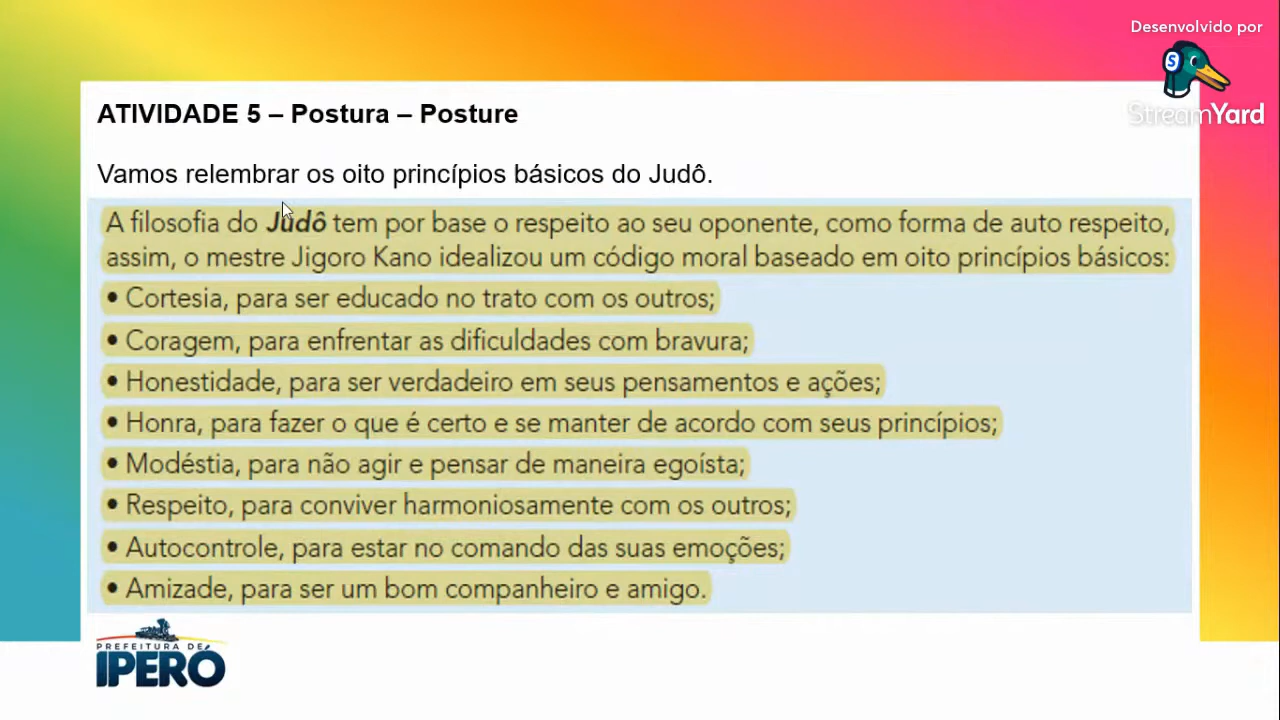 Desenvolvido por
StreamYard
ATIVIDADE 5 – Postura – Posture
Vamos relembrar os oito princípios básicos do Judô.
A filosofia do Judô tem por base o respeito ao seu oponente, como forma de auto respeito,
assim, o mestre Jigoro Kano idealizou um código moral baseado em oito princípios básicos:
• Cortesia, para ser educado no trato com os outros;
• Coragem, para enfrentar as dificuldades com bravura;
• Honestidade, para ser verdadeiro em seus pensamentos e ações;
• Honra, para fazer o que é certo e se manter de acordo com seus princípios;
• Modéstia, para não agir e pensar de maneira egoísta;
• Respeito, para conviver harmoniosamente com os outros;
• Autocontrole, para estar no comando das suas emoções;
• Amizade, para ser um bom companheiro e amigo.
PREFEITURA DE
IPERÓ